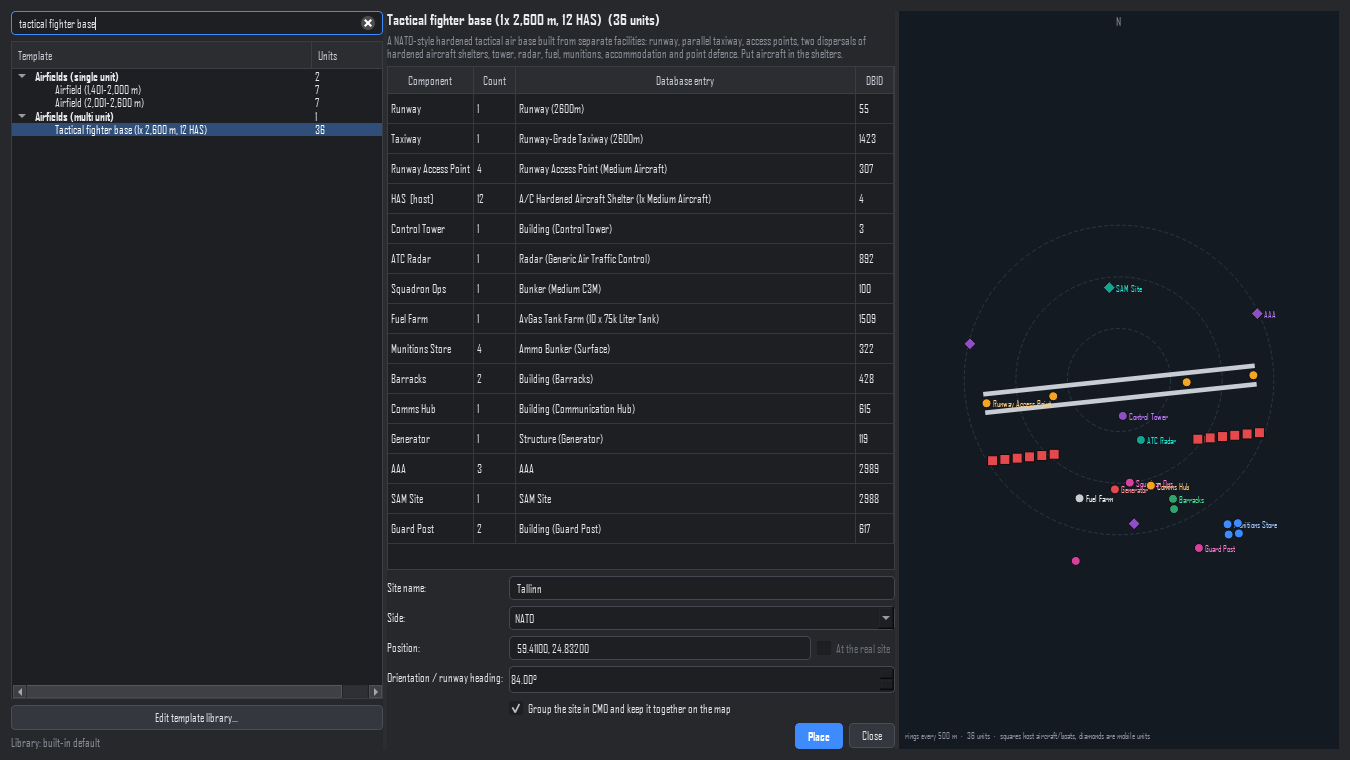 tactical fighter base
Template Units
Airfields (single unit) 2
Airfield (1,401-2,000 m) 7
Airfield (2,001-2,600 m) 7
Airfields (multi unit) 1
Tactical fighter base (1x 2,600 m, 12 HAS) 36
Edit template library...
Library: built-in default
Tactical fighter base (1x 2,600 m, 12 HAS) (36 units)
A NATO-style hardened tactical air base built from separate facilities: runway, parallel taxiway, access points, two dispersals of
hardened aircraft shelters, tower, radar, fuel, munitions, accommodation and point defence. Put aircraft in the shelters.
Component Count Database entry DBID
Runway 1 Runway (2600m) 55
Taxiway 1 Runway-Grade Taxiway (2600m) 1423
Runway Access Point 4 Runway Access Point (Medium Aircraft) 307
HAS [host] 12 A/C Hardened Aircraft Shelter (1x Medium Aircraft) 4
Control Tower 1 Building (Control Tower) 3
ATC Radar 1 Radar (Generic Air Traffic Control) 892
Squadron Ops 1 Bunker (Medium C3M) 100
Fuel Farm 1 AvGas Tank Farm (10 x 75k Liter Tank) 1509
Munitions Store 4 Ammo Bunker (Surface) 322
Barracks 2 Building (Barracks) 428
Comms Hub 1 Building (Communication Hub) 615
Generator 1 Structure (Generator) 119
AAA 3 AAA 2989
SAM Site 1 SAM Site 2988
Guard Post 2 Building (Guard Post) 617
Site name: Tallinn
Side: NATO
Position: 59.41100, 24.83200 At the real site
Orientation / runway heading: 84.00°
Group the site in CMO and keep it together on the map
Place Close
N
SAM Site
AAA
Runway Access Point
Control Tower
ATC Radar
Comms Hub
Generator
Fuel Farm
Barracks
Store
Guard Post
rings every 500 m · 36 units · squares host aircraft/boats, diamonds are mobile units